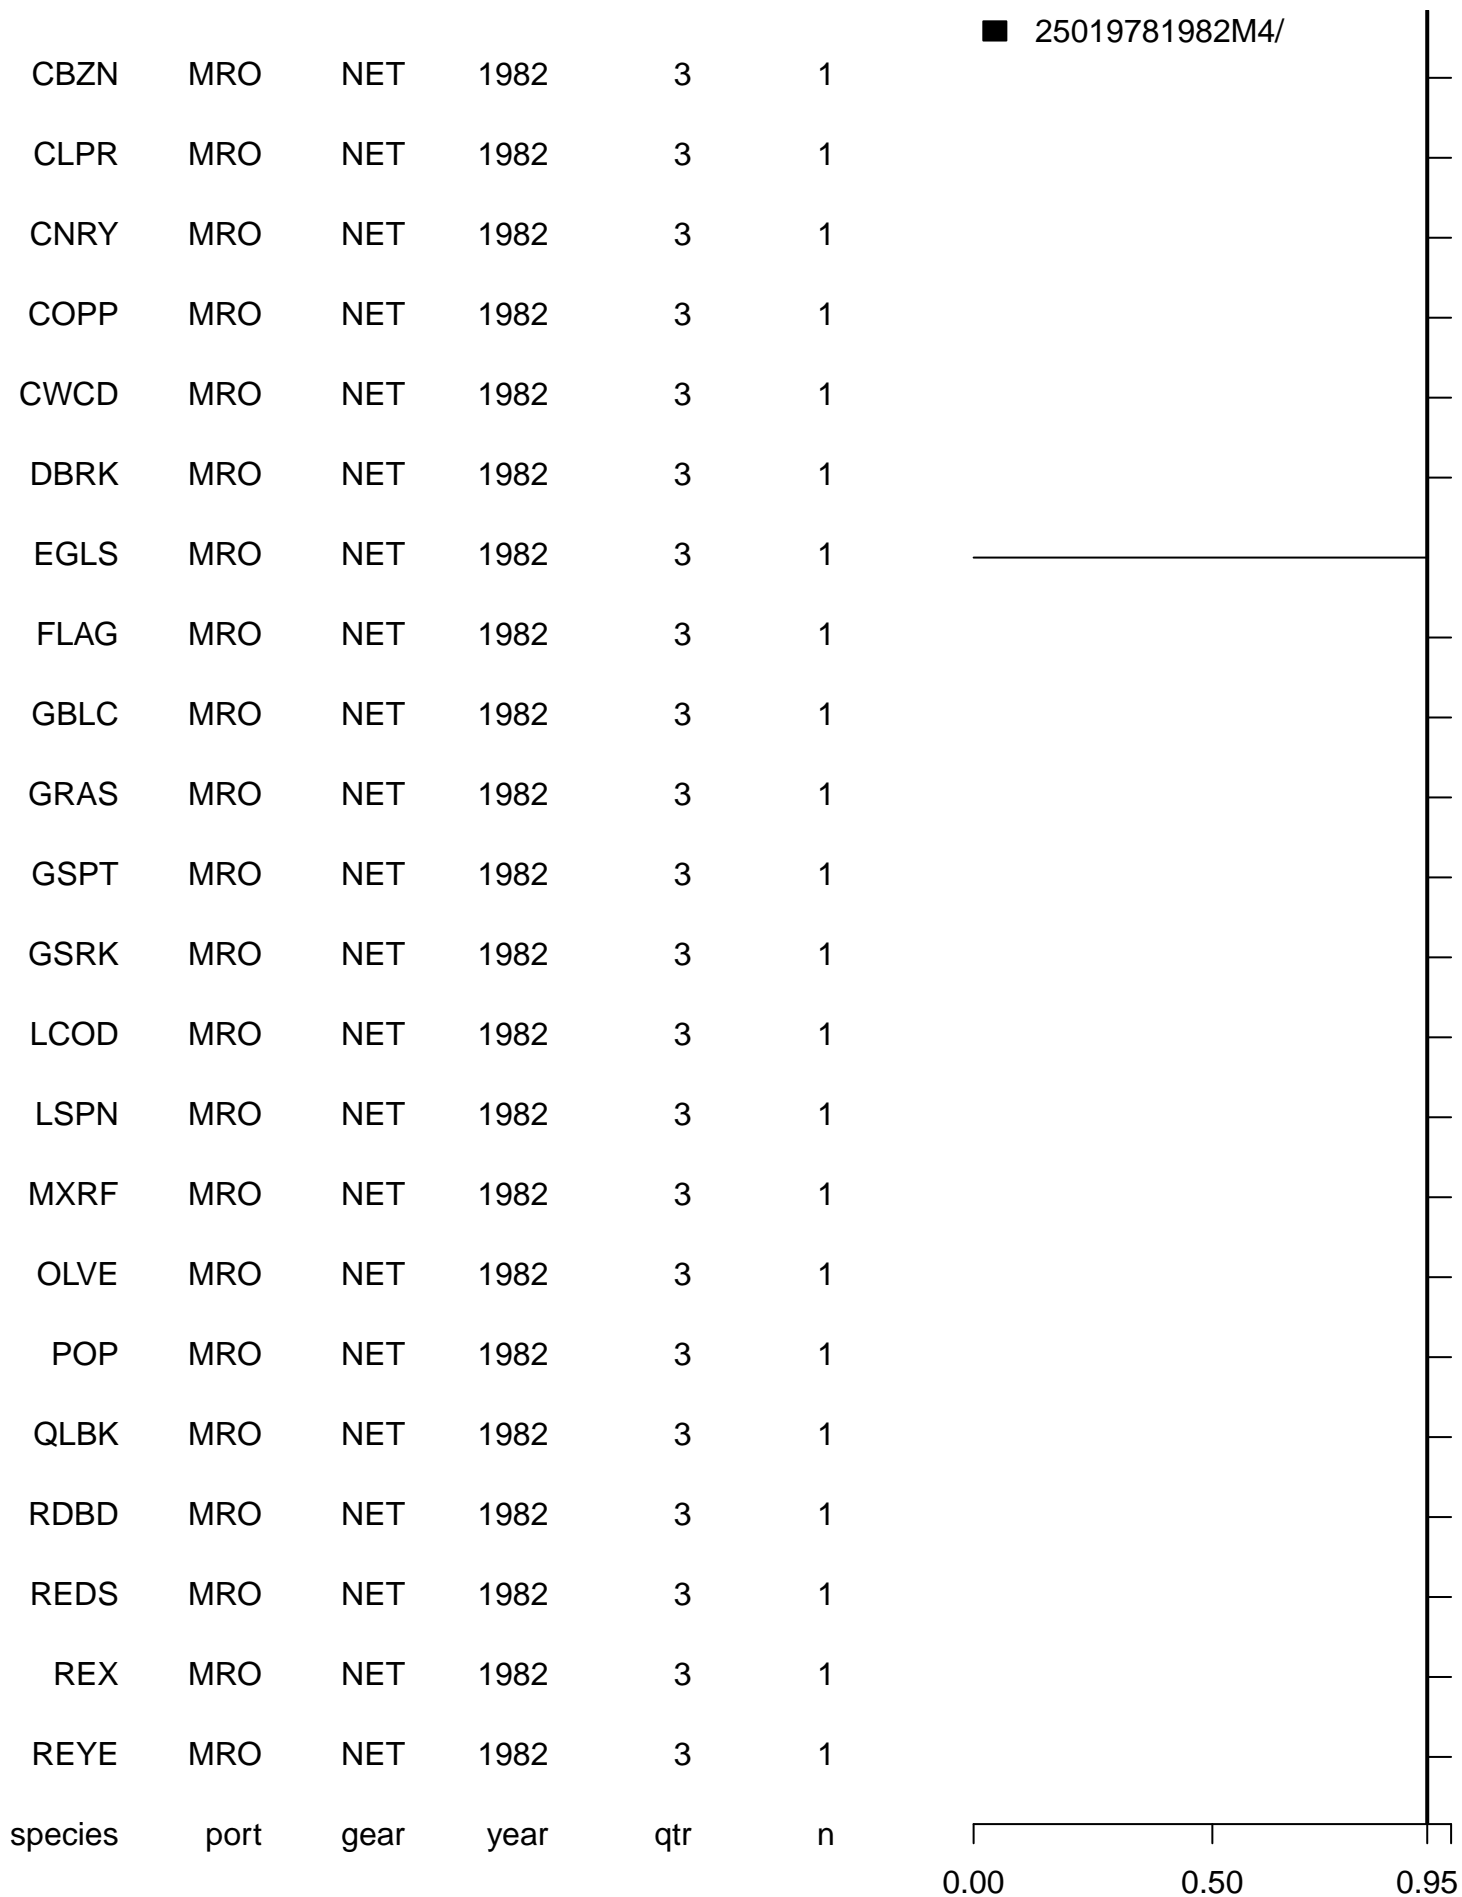 25019781982M4/
CBZN MRO NET 1982 3 1
CLPR MRO NET 1982 3 1
CNRY MRO NET 1982 3 1
COPP MRO NET 1982 3 1
CWCD MRO NET 1982 3 1
DBRK MRO NET 1982 3 1
EGLS MRO NET 1982 3 1
FLAG MRO NET 1982 3 1
GBLC MRO NET 1982 3 1
GRAS MRO NET 1982 3 1
GSPT MRO NET 1982 3 1
GSRK MRO NET 1982 3 1
LCOD MRO NET 1982 3 1
LSPN MRO NET 1982 3 1
MXRF MRO NET 1982 3 1
OLVE MRO NET 1982 3 1
POP MRO NET 1982 3 1
QLBK MRO NET 1982 3 1
RDBD MRO NET 1982 3 1
REDS MRO NET 1982 3 1
REX MRO NET 1982 3 1
REYE MRO NET 1982 3 1
species port gear year qtr n
0.00 0.50 0.95